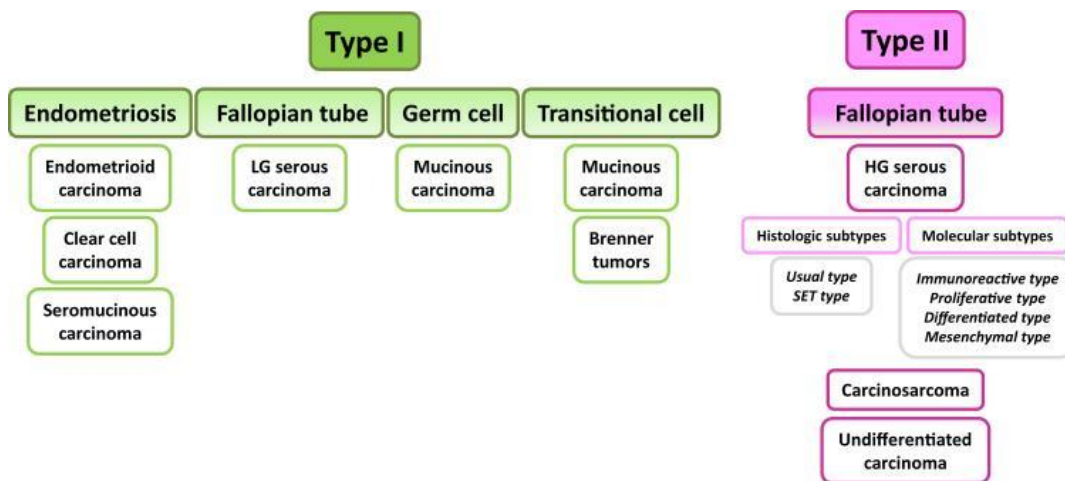 Type I
Type II
Endometriosis
Fallopian tube
Germ cell
Transitional cell
Fallopian tube
Endometrioid
carcinoma
Clear cell
carcinoma
Seromucinous
carcinoma
LG serous
carcinoma
Mucinous
carcinoma
Mucinous
carcinoma
Brenner
tumors
HG serous
carcinoma
Histologic subtypes
Usual type
SET type
Molecular subtypes
Immunoreactive type
Proliferative type
Differentiated type
Mesenchymal type
Carcinosarcoma
Undifferentiated
carcinoma